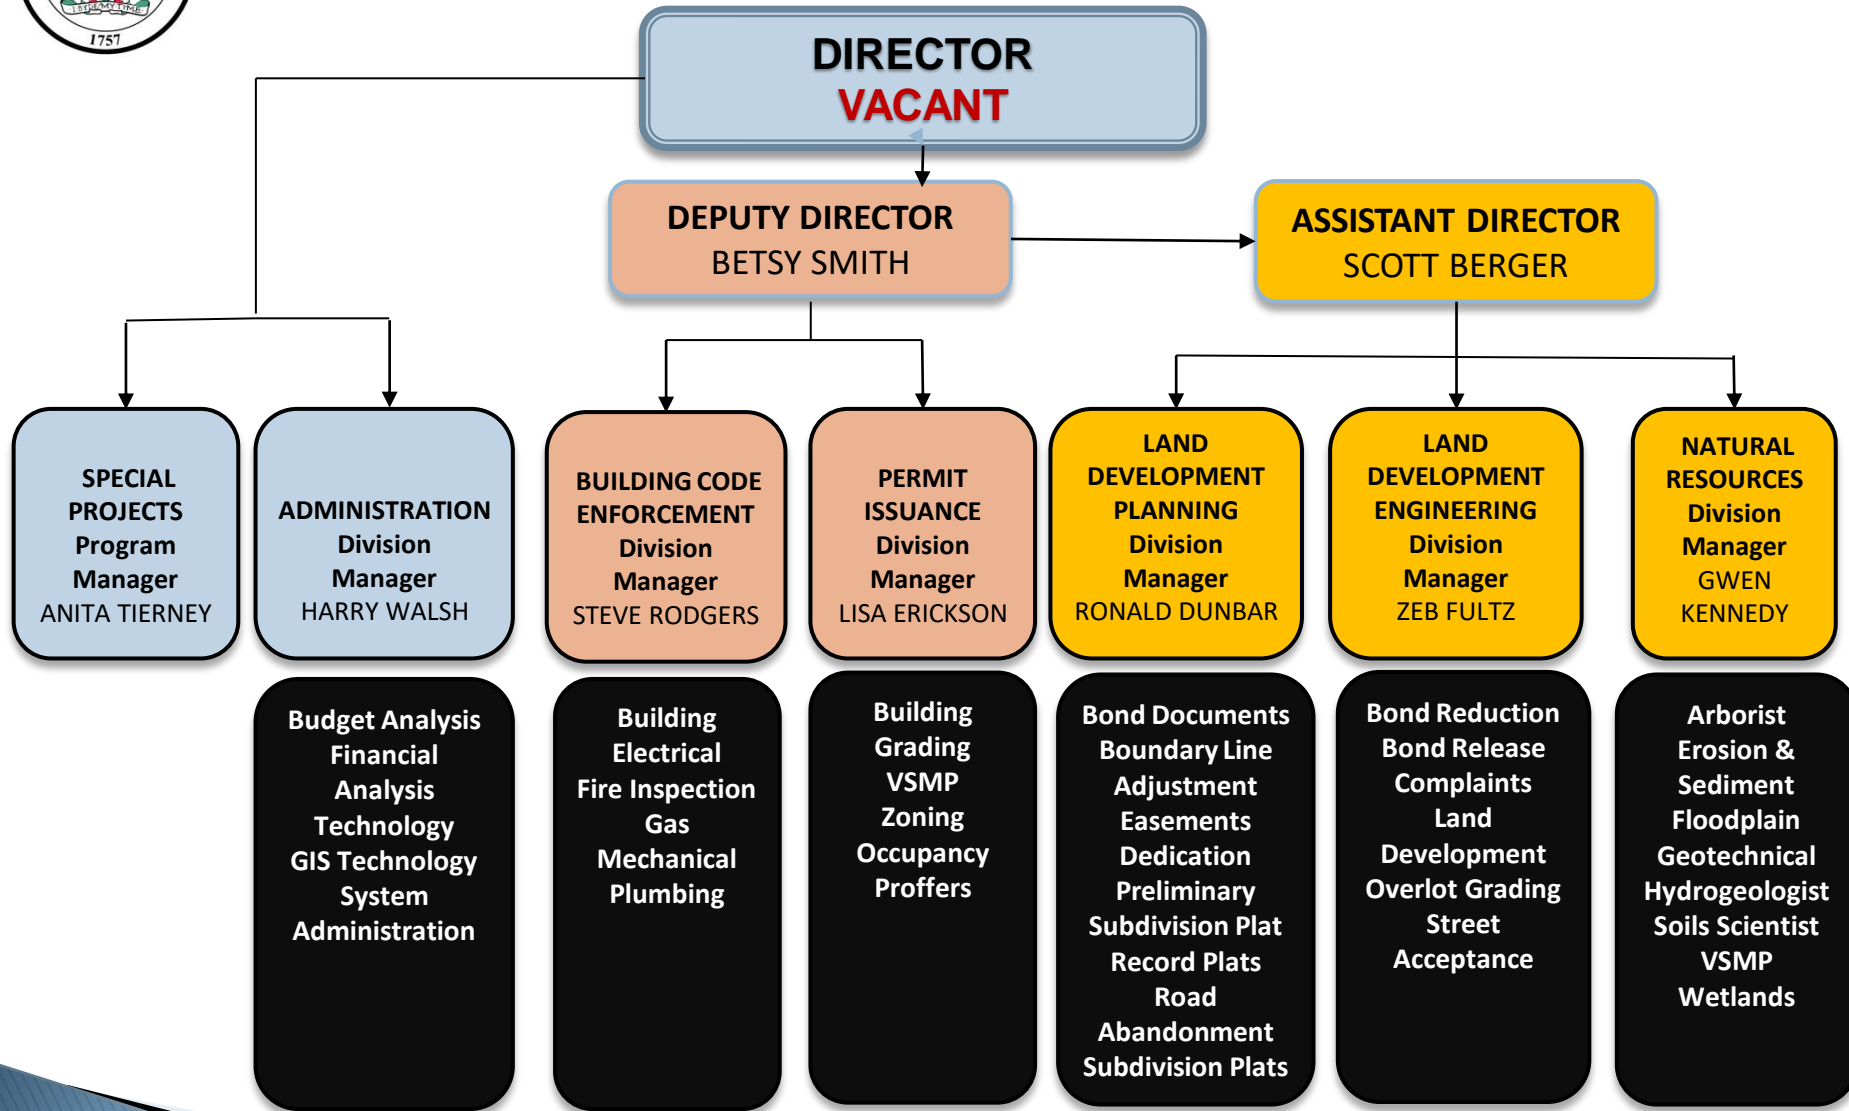 I BYDE MY TIME
1757
DIRECTOR
VACANT
DEPUTY DIRECTOR
BETSY SMITH
ASSISTANT DIRECTOR
SCOTT BERGER
SPECIAL
PROJECTS
Program
Manager
ANITA TIERNEY
ADMINISTRATION
Division
Manager
HARRY WALSH
BUILDING CODE
ENFORCEMENT
Division
Manager
STEVE RODGERS
PERMIT
ISSUANCE
Division
Manager
LISA ERICKSON
LAND
DEVELOPMENT
PLANNING
Division
Manager
RONALD DUNBAR
LAND
DEVELOPMENT
ENGINEERING
Division
Manager
ZEB FULTZ
NATURAL
RESOURCES
Division
Manager
GWEN
KENNEDY
Budget Analysis
Financial
Analysis
Technology
GIS Technology
System
Administration
Building
Electrical
Fire Inspection
Gas
Mechanical
Plumbing
Building
Grading
VSMP
Zoning
Occupancy
Proffers
Bond Documents
Boundary Line
Adjustment
Easements
Dedication
Preliminary
Subdivision Plat
Record Plats
Road
Abandonment
Subdivision Plats
Bond Reduction
Bond Release
Complaints
Land
Development
Overlot Grading
Street
Acceptance
Arborist
Erosion &
Sediment
Floodplain
Geotechnical
Hydrogeologist
Soils Scientist
VSMP
Wetlands